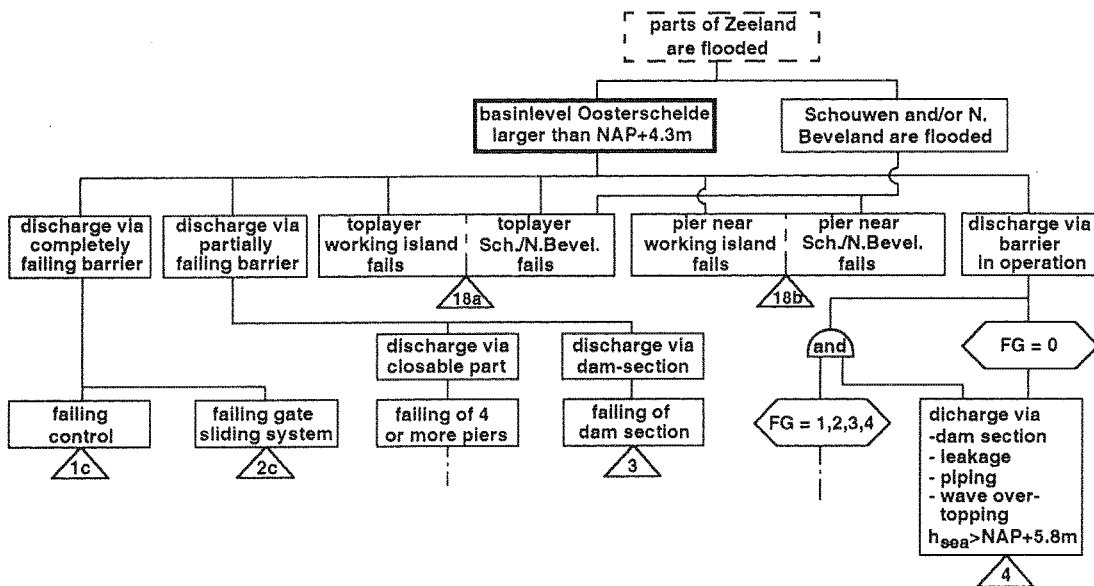 parts of Zeeland
are flooded
basinlevel Oosterschelde
larger than NAP+4.3m
Schouwen and/or N.
Beveland are flooded
discharge via
completely
failing barrier
discharge via
partially
failing barrier
toplayer
working island
fails
toplayer
Sch./N.Bevel.
fails
pier near
working island
fails
pier near
Sch./N.Bevel.
fails
discharge via
barrier
in operation
18a
18b
discharge via
closable part
discharge via
dam-section
and
FG = 0
failing
control
failing gate
sliding system
failing of 4
or more piers
failing of
dam section
FG = 1,2,3,4
dicharge via
-dam section
- leakage
- piping
- wave over-
topping
hsea>NAP+5.8m
1c
2c
3
4